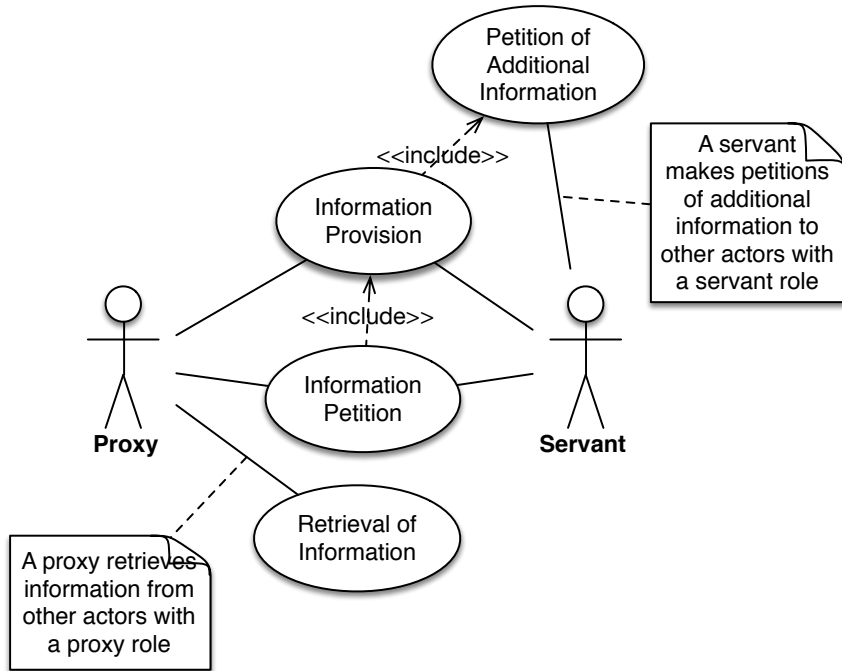 Petition of
Additional
Information
<<include>>
A servant
makes petitions
of additional
information to
other actors with
a servant role
Information
Provision
<<include>>
Information
Petition
Proxy
Servant
Retrieval of
Information
A proxy retrieves
information from
other actors with
a proxy role